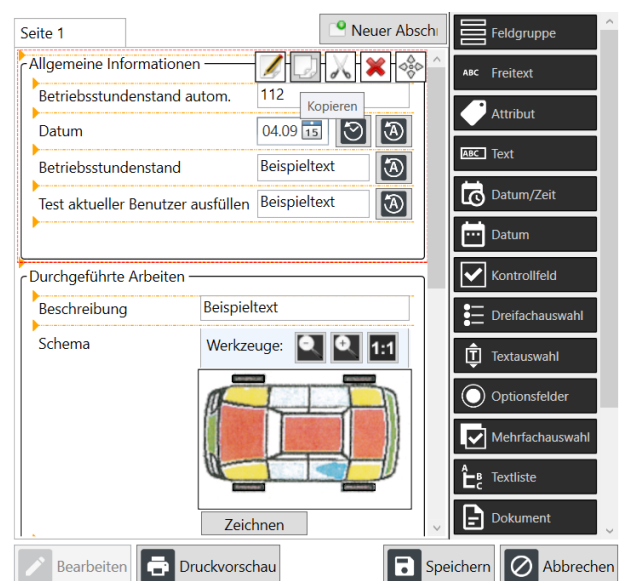 Seite 1
Neuer Abschi
Allgemeine Informationen
Betriebsstundenstand autom.
112
Kopieren
Datum
04.09
15
Betriebsstundenstand
Beispieltext
Test aktueller Benutzer ausfüllen
Beispieltext
Durchgeführte Arbeiten
Beschreibung
Beispieltext
Schema
Werkzeuge:
1:1
Zeichnen
Feldgruppe
ABC Freitext
Attribut
ABC Text
Datum/Zeit
Datum
Kontrollfeld
Dreifachauswahl
Textauswahl
Optionsfelder
Mehrfachauswahl
A B C Textliste
Dokument
Bearbeiten
Druckvorschau
Speichern
Abbrechen